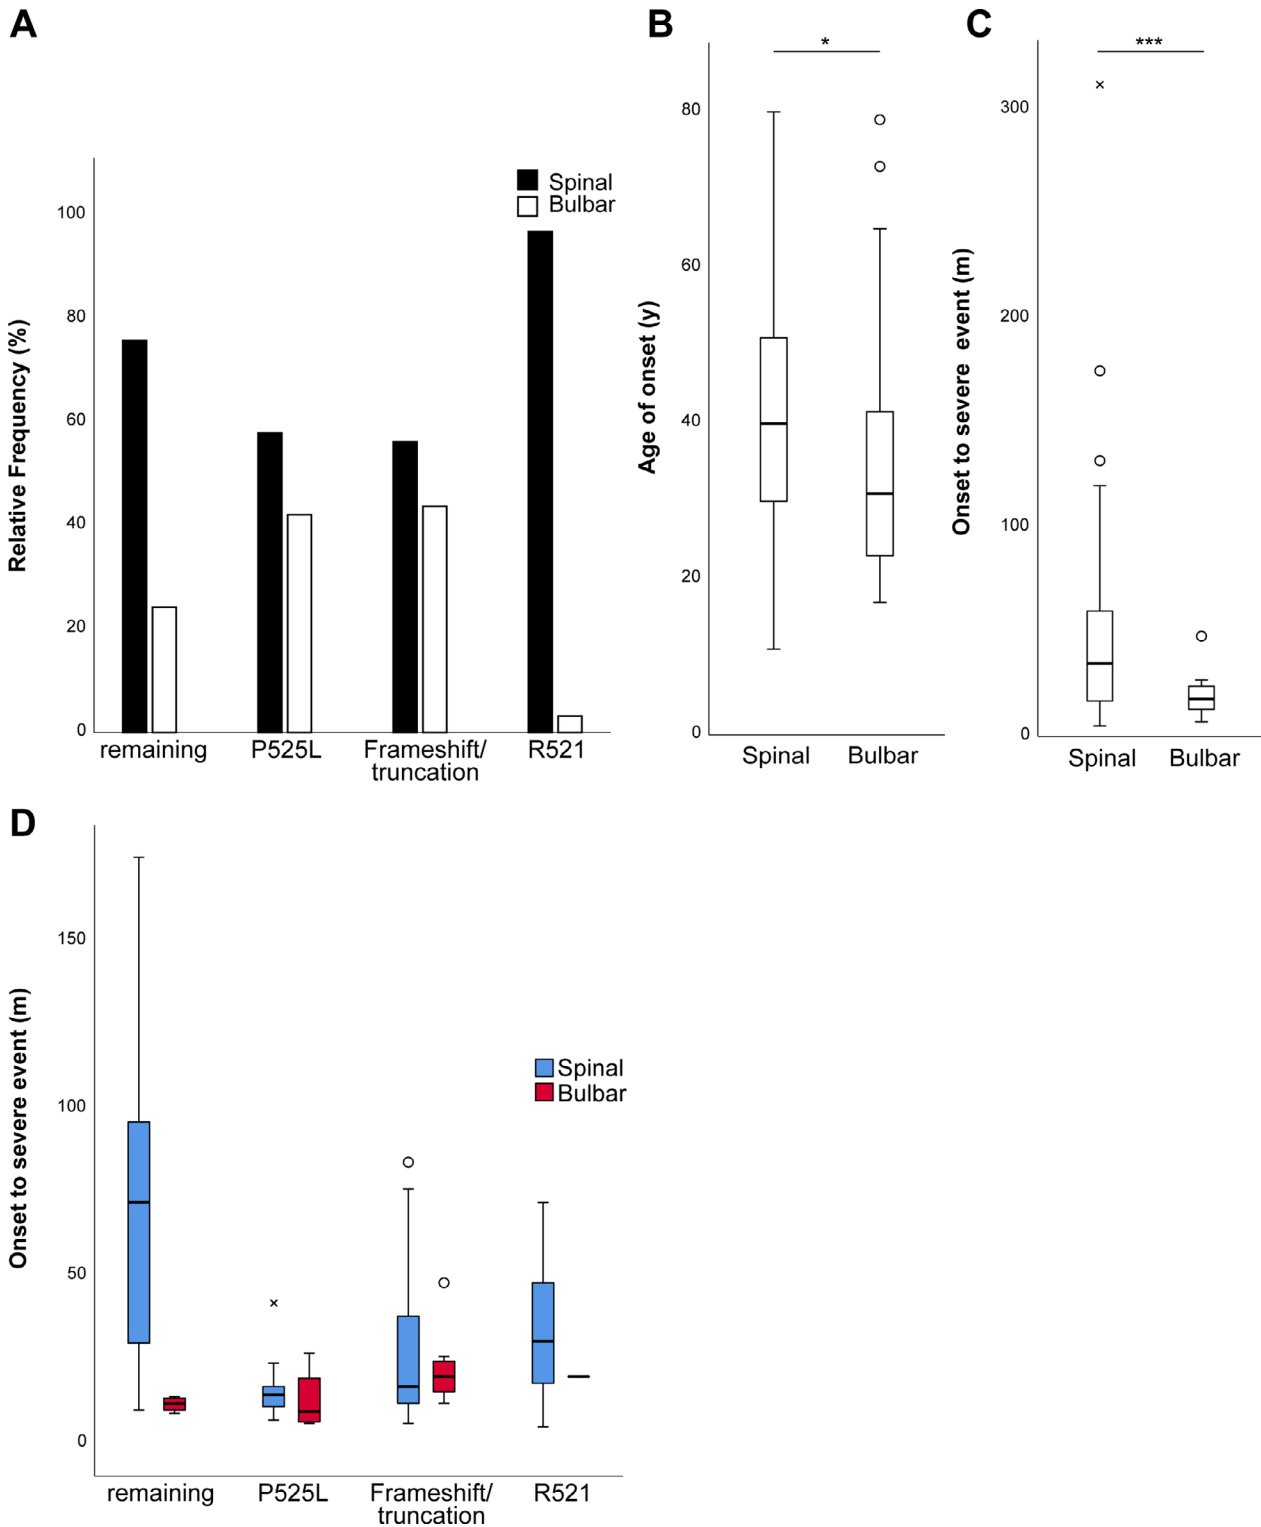 A
Relative Frequency (%)
100
80
60
40
20
0
Spinal
Bulbar
remaining
P525L
Frameshift/
truncation
R521
B
Age of onset (y)
80
60
40
20
0
*
Spinal
Bulbar
C
Onset to severe event (m)
300
200
100
0
***
Spinal
Bulbar
D
Onset to severe event (m)
150
100
50
0
Spinal
Bulbar
remaining
P525L
Frameshift/
truncation
R521